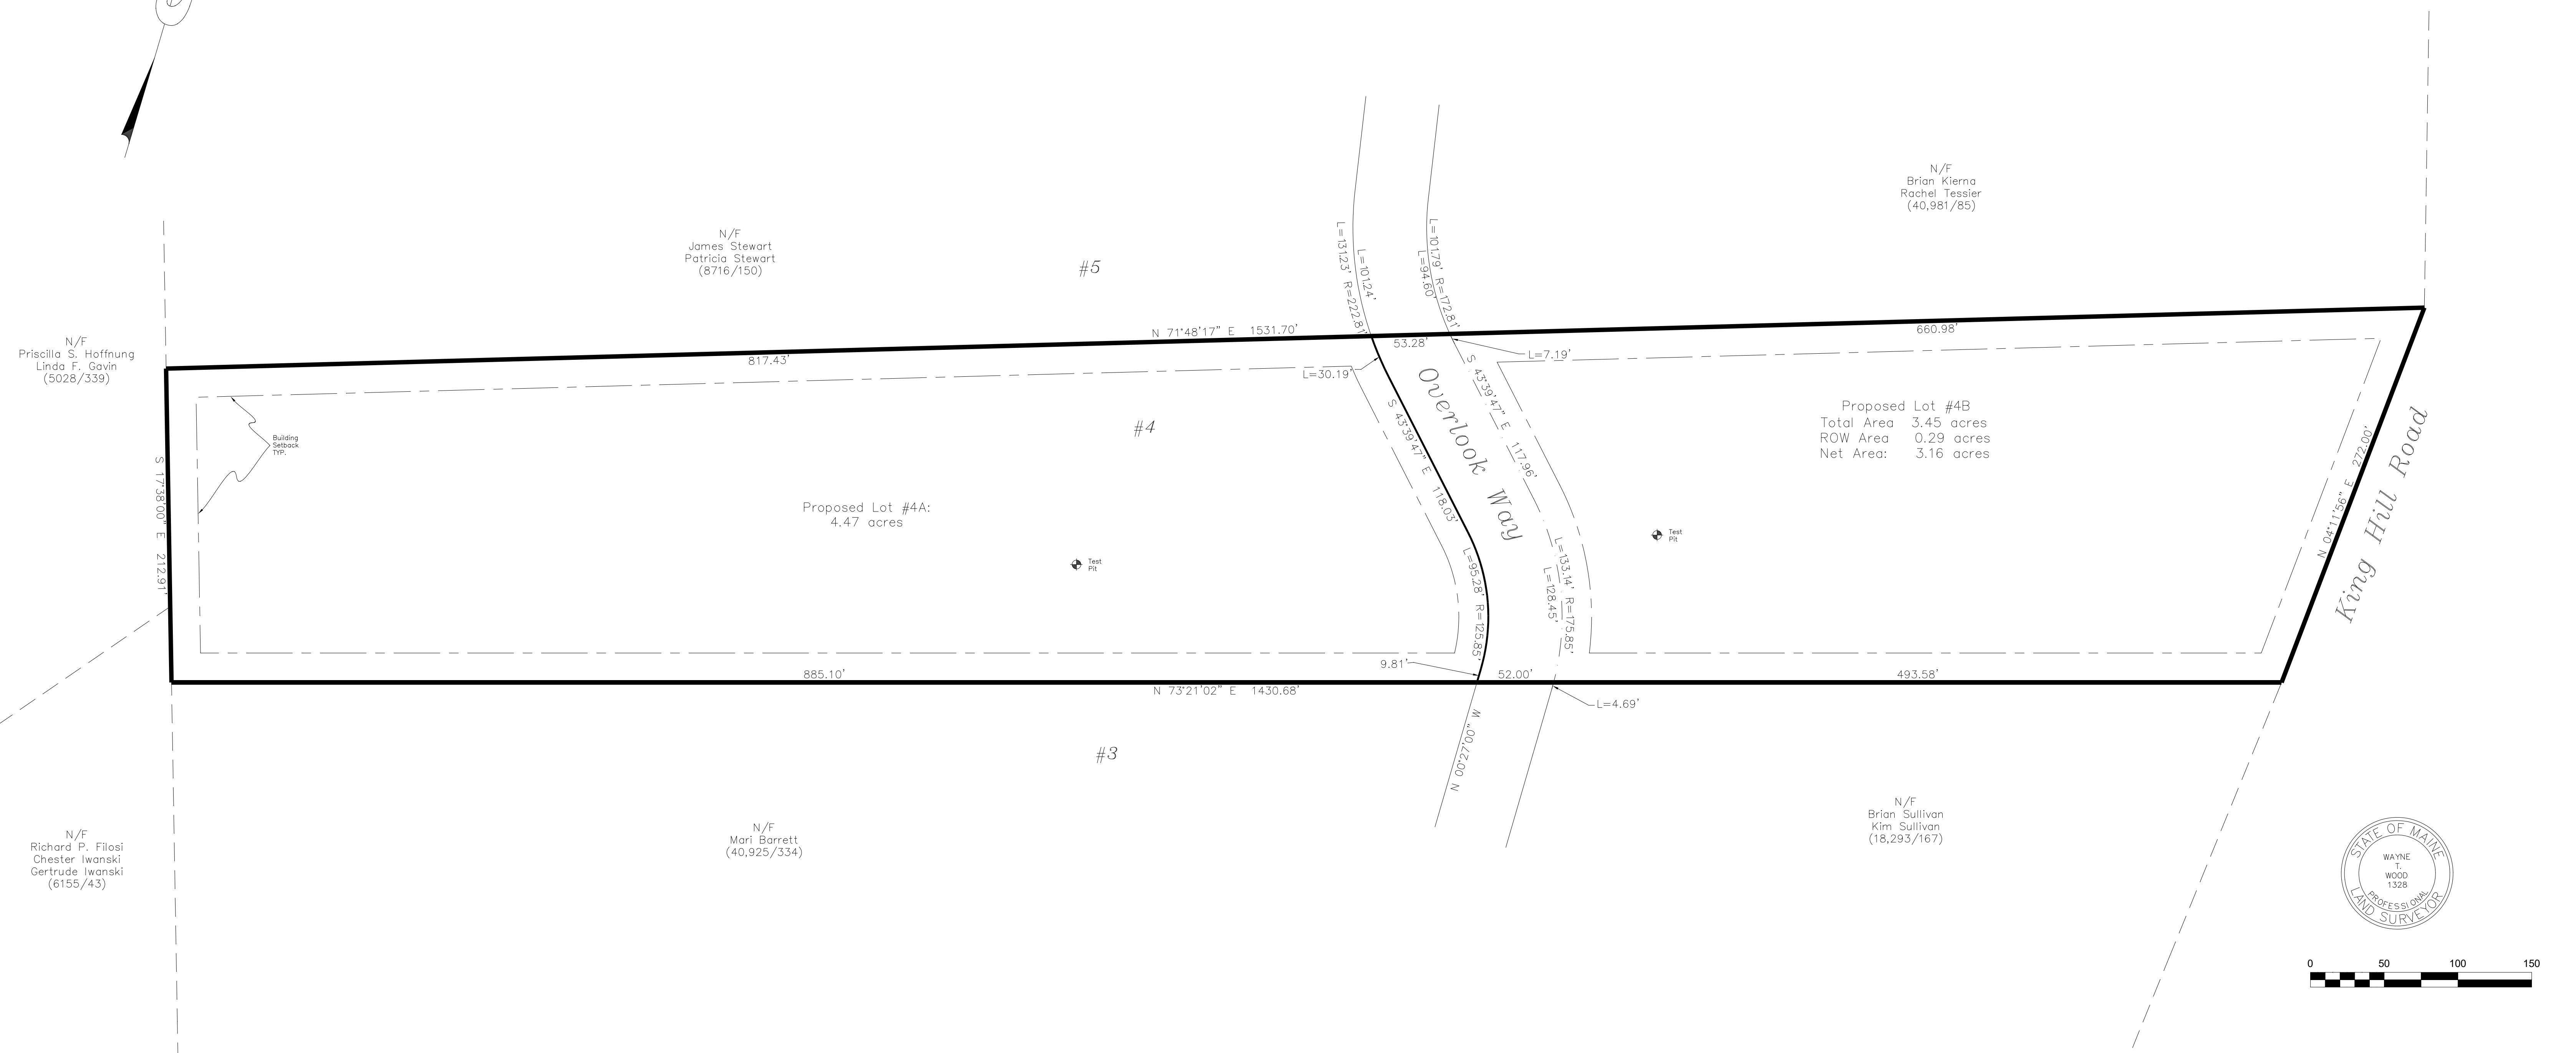 N/F
Brian Kierna
Rachel Tessier
(40,981/85)
N/F
James Stewart
Patricia Stewart
(8716/150)
#5
L=131.23' R=222.81'
L=101.24'
L=101.79' R=172.81'
L=94.60'
N/F
Priscilla S. Hoffnung
Linda F. Gavin
(5028/339)
N 71°48'17" E 1531.70'
817.43'
53.28'
660.98'
L=30.19'
L=7.19'
S 43°39'47" E 117.96'
S 43°39'47" E 118.03'
Overlook Way
#4
Building
Setback
TYP.
Proposed Lot #4B
Total Area 3.45 acres
ROW Area 0.29 acres
Net Area: 3.16 acres
N 04°11'56" E 272.00'
King Hill Road
S 17°38'00" E 212.91'
Proposed Lot #4A:
4.47 acres
Test
Pit
Test
Pit
L=95.28' R=125.85'
L=133.14' R=175.85'
L=128.45'
9.81'
885.10'
52.00'
493.58'
N 73°21'02" E 1430.68'
L=4.69'
N 00°27'00" W
#3
N/F
Richard P. Filosi
Chester Iwanski
Gertrude Iwanski
(6155/43)
N/F
Mari Barrett
(40,925/334)
N/F
Brian Sullivan
Kim Sullivan
(18,293/167)
STATE OF MAINE
WAYNE
T.
WOOD
1328
PROFESSIONAL
LAND SURVEYOR
0 50 100 150